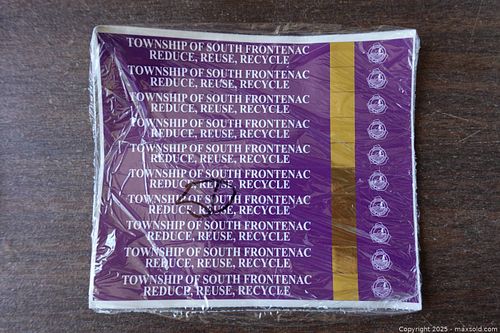 TOWNSHIP OF SOUTH FRONTENAC
REDUCE, REUSE, RECYCLE
TOWNSHIP OF SOUTH FRONTENAC
REDUCE, REUSE, RECYCLE
TOWNSHIP OF SOUTH FRONTENAC
REDUCE, REUSE, RECYCLE
TOWNSHIP OF SOUTH FRONTENAC
REDUCE, REUSE, RECYCLE
TOWNSHIP OF SOUTH FRONTENAC
REDUCE, REUSE, RECYCLE
TOWNSHIP OF SOUTH FRONTENAC
REDUCE, REUSE, RECYCLE
TOWNSHIP OF SOUTH FRONTENAC
REDUCE, REUSE, RECYCLE
TOWNSHIP OF SOUTH FRONTENAC
REDUCE, REUSE, RECYCLE
TOWNSHIP OF SOUTH FRONTENAC
REDUCE, REUSE, RECYCLE
TOWNSHIP OF SOUTH FRONTENAC
REDUCE, REUSE, RECYCLE
Copyright 2025 - maxsold.com